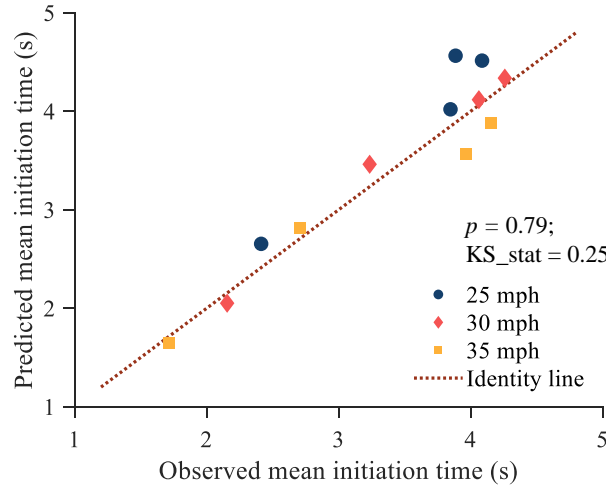 5
4
3
2
1
Predicted mean initiation time (s)
p = 0.79;
KS_stat = 0.25
25 mph
30 mph
35 mph
Identity line
1 2 3 4 5
Observed mean initiation time (s)